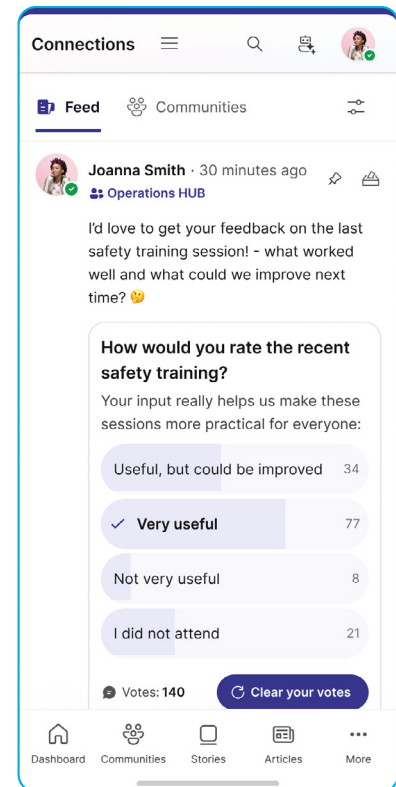 Connections
Feed
Communities
Joanna Smith · 30 minutes ago
Operations HUB
I'd love to get your feedback on the last
safety training session! - what worked
well and what could we improve next
time? 🤔
How would you rate the recent
safety training?
Your input really helps us make these
sessions more practical for everyone:
Useful, but could be improved 34
Very useful 77
Not very useful 8
I did not attend 21
Votes: 140
Clear your votes
Dashboard Communities Stories Articles More